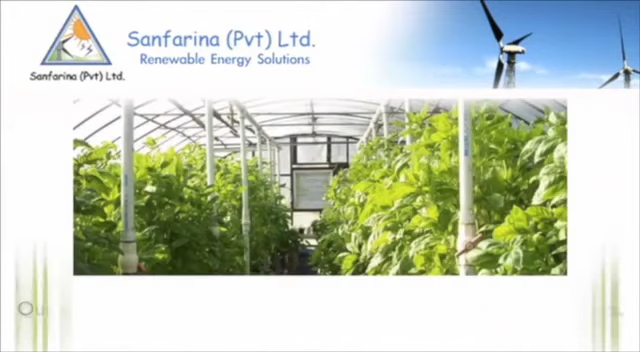 Sanfarina (Pvt) Ltd.
Renewable Energy Solutions
Sanfarina (Pvt) Ltd.